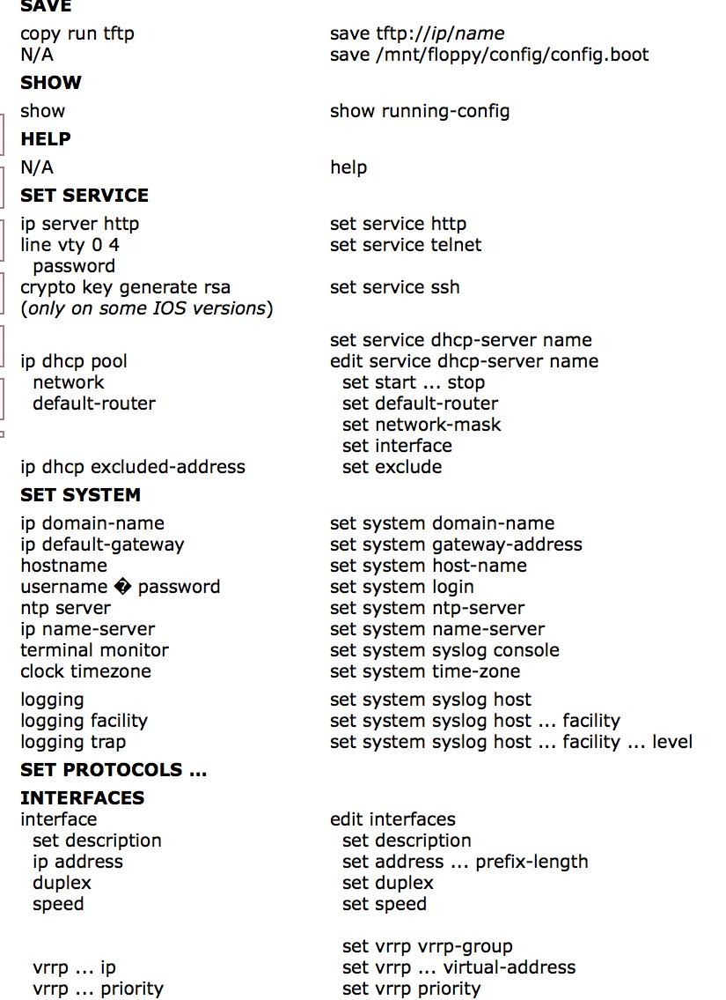 SAVE
copy run tftp save tftp://ip/name
N/A save /mnt/floppy/config/config.boot
SHOW
show show running-config
HELP
N/A help
SET SERVICE
ip server http set service http
line vty 0 4 set service telnet
password
crypto key generate rsa set service ssh
(only on some IOS versions)
set service dhcp-server name
ip dhcp pool edit service dhcp-server name
network set start ... stop
default-router set default-router
set network-mask
set interface
ip dhcp excluded-address set exclude
SET SYSTEM
ip domain-name set system domain-name
ip default-gateway set system gateway-address
hostname set system host-name
username � password set system login
ntp server set system ntp-server
ip name-server set system name-server
terminal monitor set system syslog console
clock timezone set system time-zone
logging set system syslog host
logging facility set system syslog host ... facility
logging trap set system syslog host ... facility ... level
SET PROTOCOLS ...
INTERFACES
interface edit interfaces
set description set description
ip address set address ... prefix-length
duplex set duplex
speed set speed
set vrrp vrrp-group
vrrp ... ip set vrrp ... virtual-address
vrrp ... priority set vrrp priority